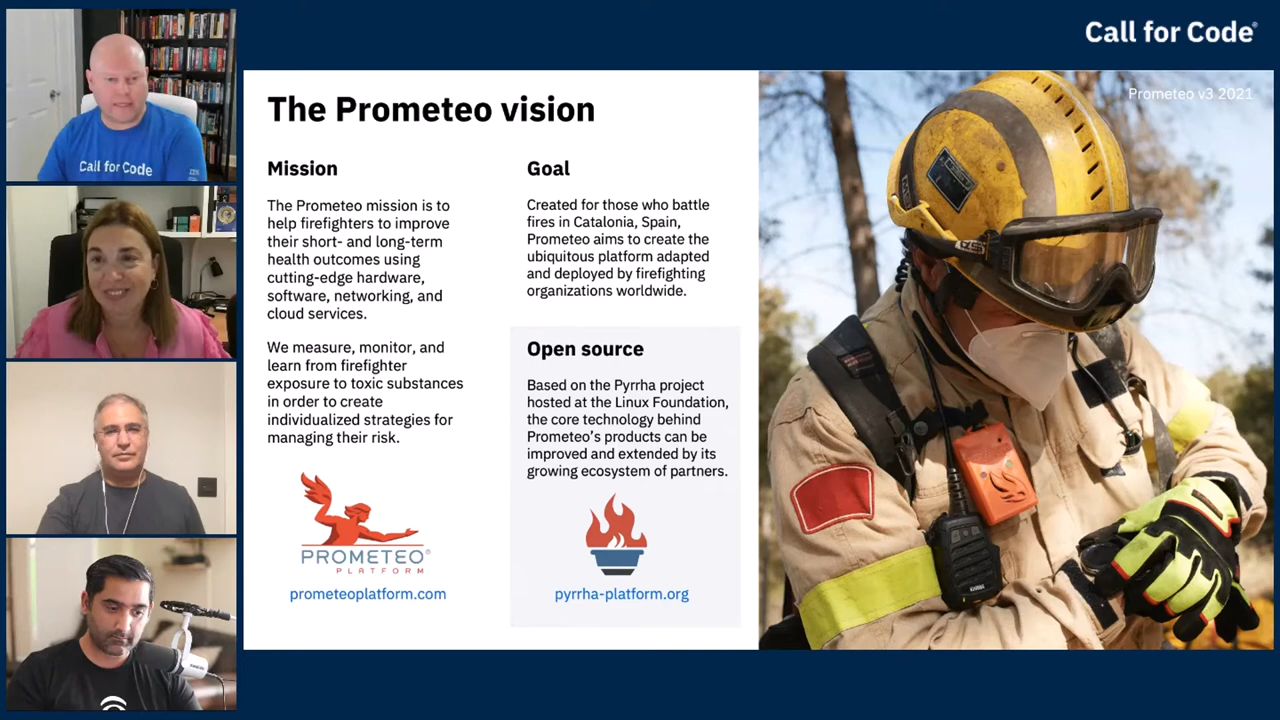 Call for Code®
Call for Code
The Prometeo vision
Mission
The Prometeo mission is to
help firefighters to improve
their short- and long-term
health outcomes using
cutting-edge hardware,
software, networking, and
cloud services.
We measure, monitor, and
learn from firefighter
exposure to toxic substances
in order to create
individualized strategies for
managing their risk.
PROMETEO®
PLATFORM
prometeoplatform.com
Goal
Created for those who battle
fires in Catalonia, Spain,
Prometeo aims to create the
ubiquitous platform adapted
and deployed by firefighting
organizations worldwide.
Open source
Based on the Pyrrha project
hosted at the Linux Foundation,
the core technology behind
Prometeo's products can be
improved and extended by its
growing ecosystem of partners.
pyrrha-platform.org
Prometeo v3 2021